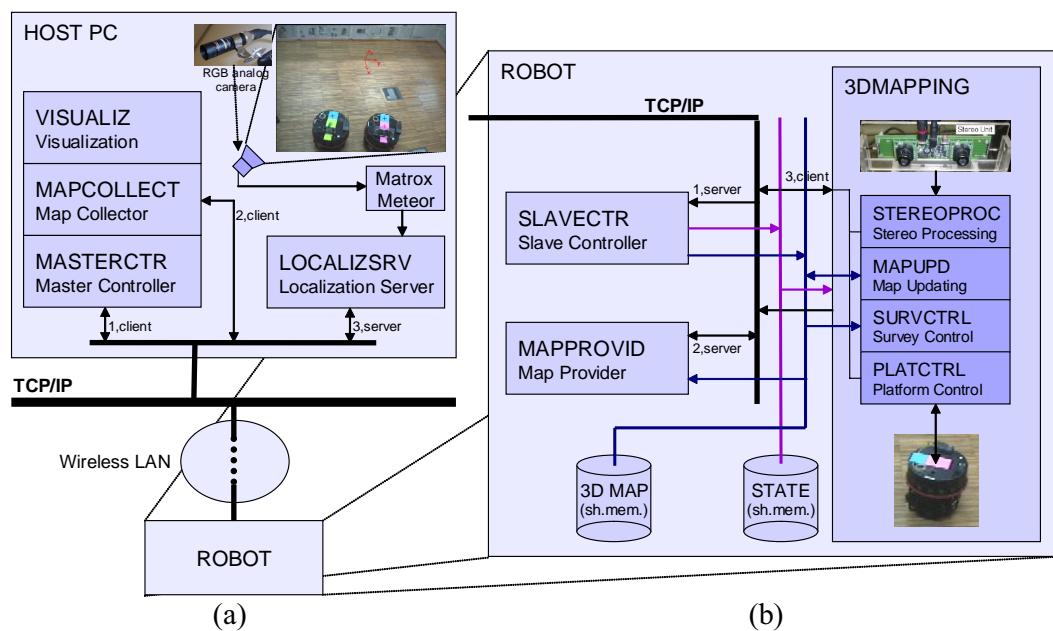 HOST PC
RGB analog
camera
VISUALIZ
Visualization
MAPCOLLECT
Map Collector
MASTERCTR
Master Controller
2,client
Matrox
Meteor
LOCALIZSRV
Localization Server
1,client
3,server
TCP/IP
Wireless LAN
ROBOT
(a)
ROBOT
TCP/IP
3DMAPPING
Stereo Unit
1,server
3,client
SLAVECTR
Slave Controller
STEREOPROC
Stereo Processing
MAPUPD
Map Updating
SURVCTRL
Survey Control
PLATCTRL
Platform Control
MAPPROVID
Map Provider
2,server
3D MAP
(sh.mem.)
STATE
(sh.mem.)
(b)